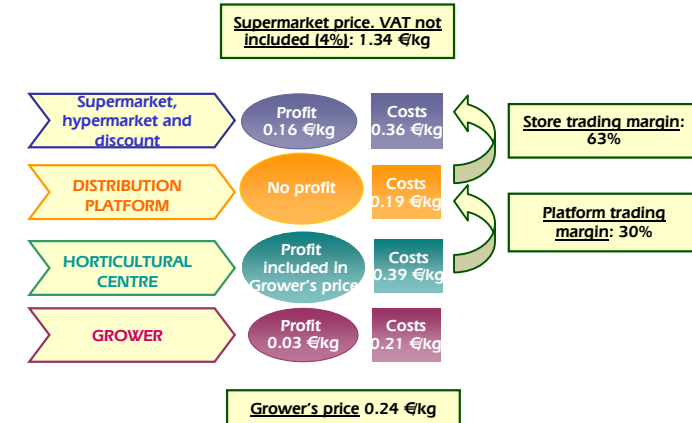 Supermarket price. VAT not
included (4%): 1.34 €/kg
Supermarket,
hypermarket and
discount
Profit
0.16 €/kg
Costs
0.36 €/kg
Store trading margin:
63%
DISTRIBUTION
PLATFORM
No profit
Costs
0.19 €/kg
Platform trading
margin: 30%
HORTICULTURAL
CENTRE
Profit
included in
Grower's price
Costs
0.39 €/kg
GROWER
Profit
0.03 €/kg
Costs
0.21 €/kg
Grower's price 0.24 €/kg